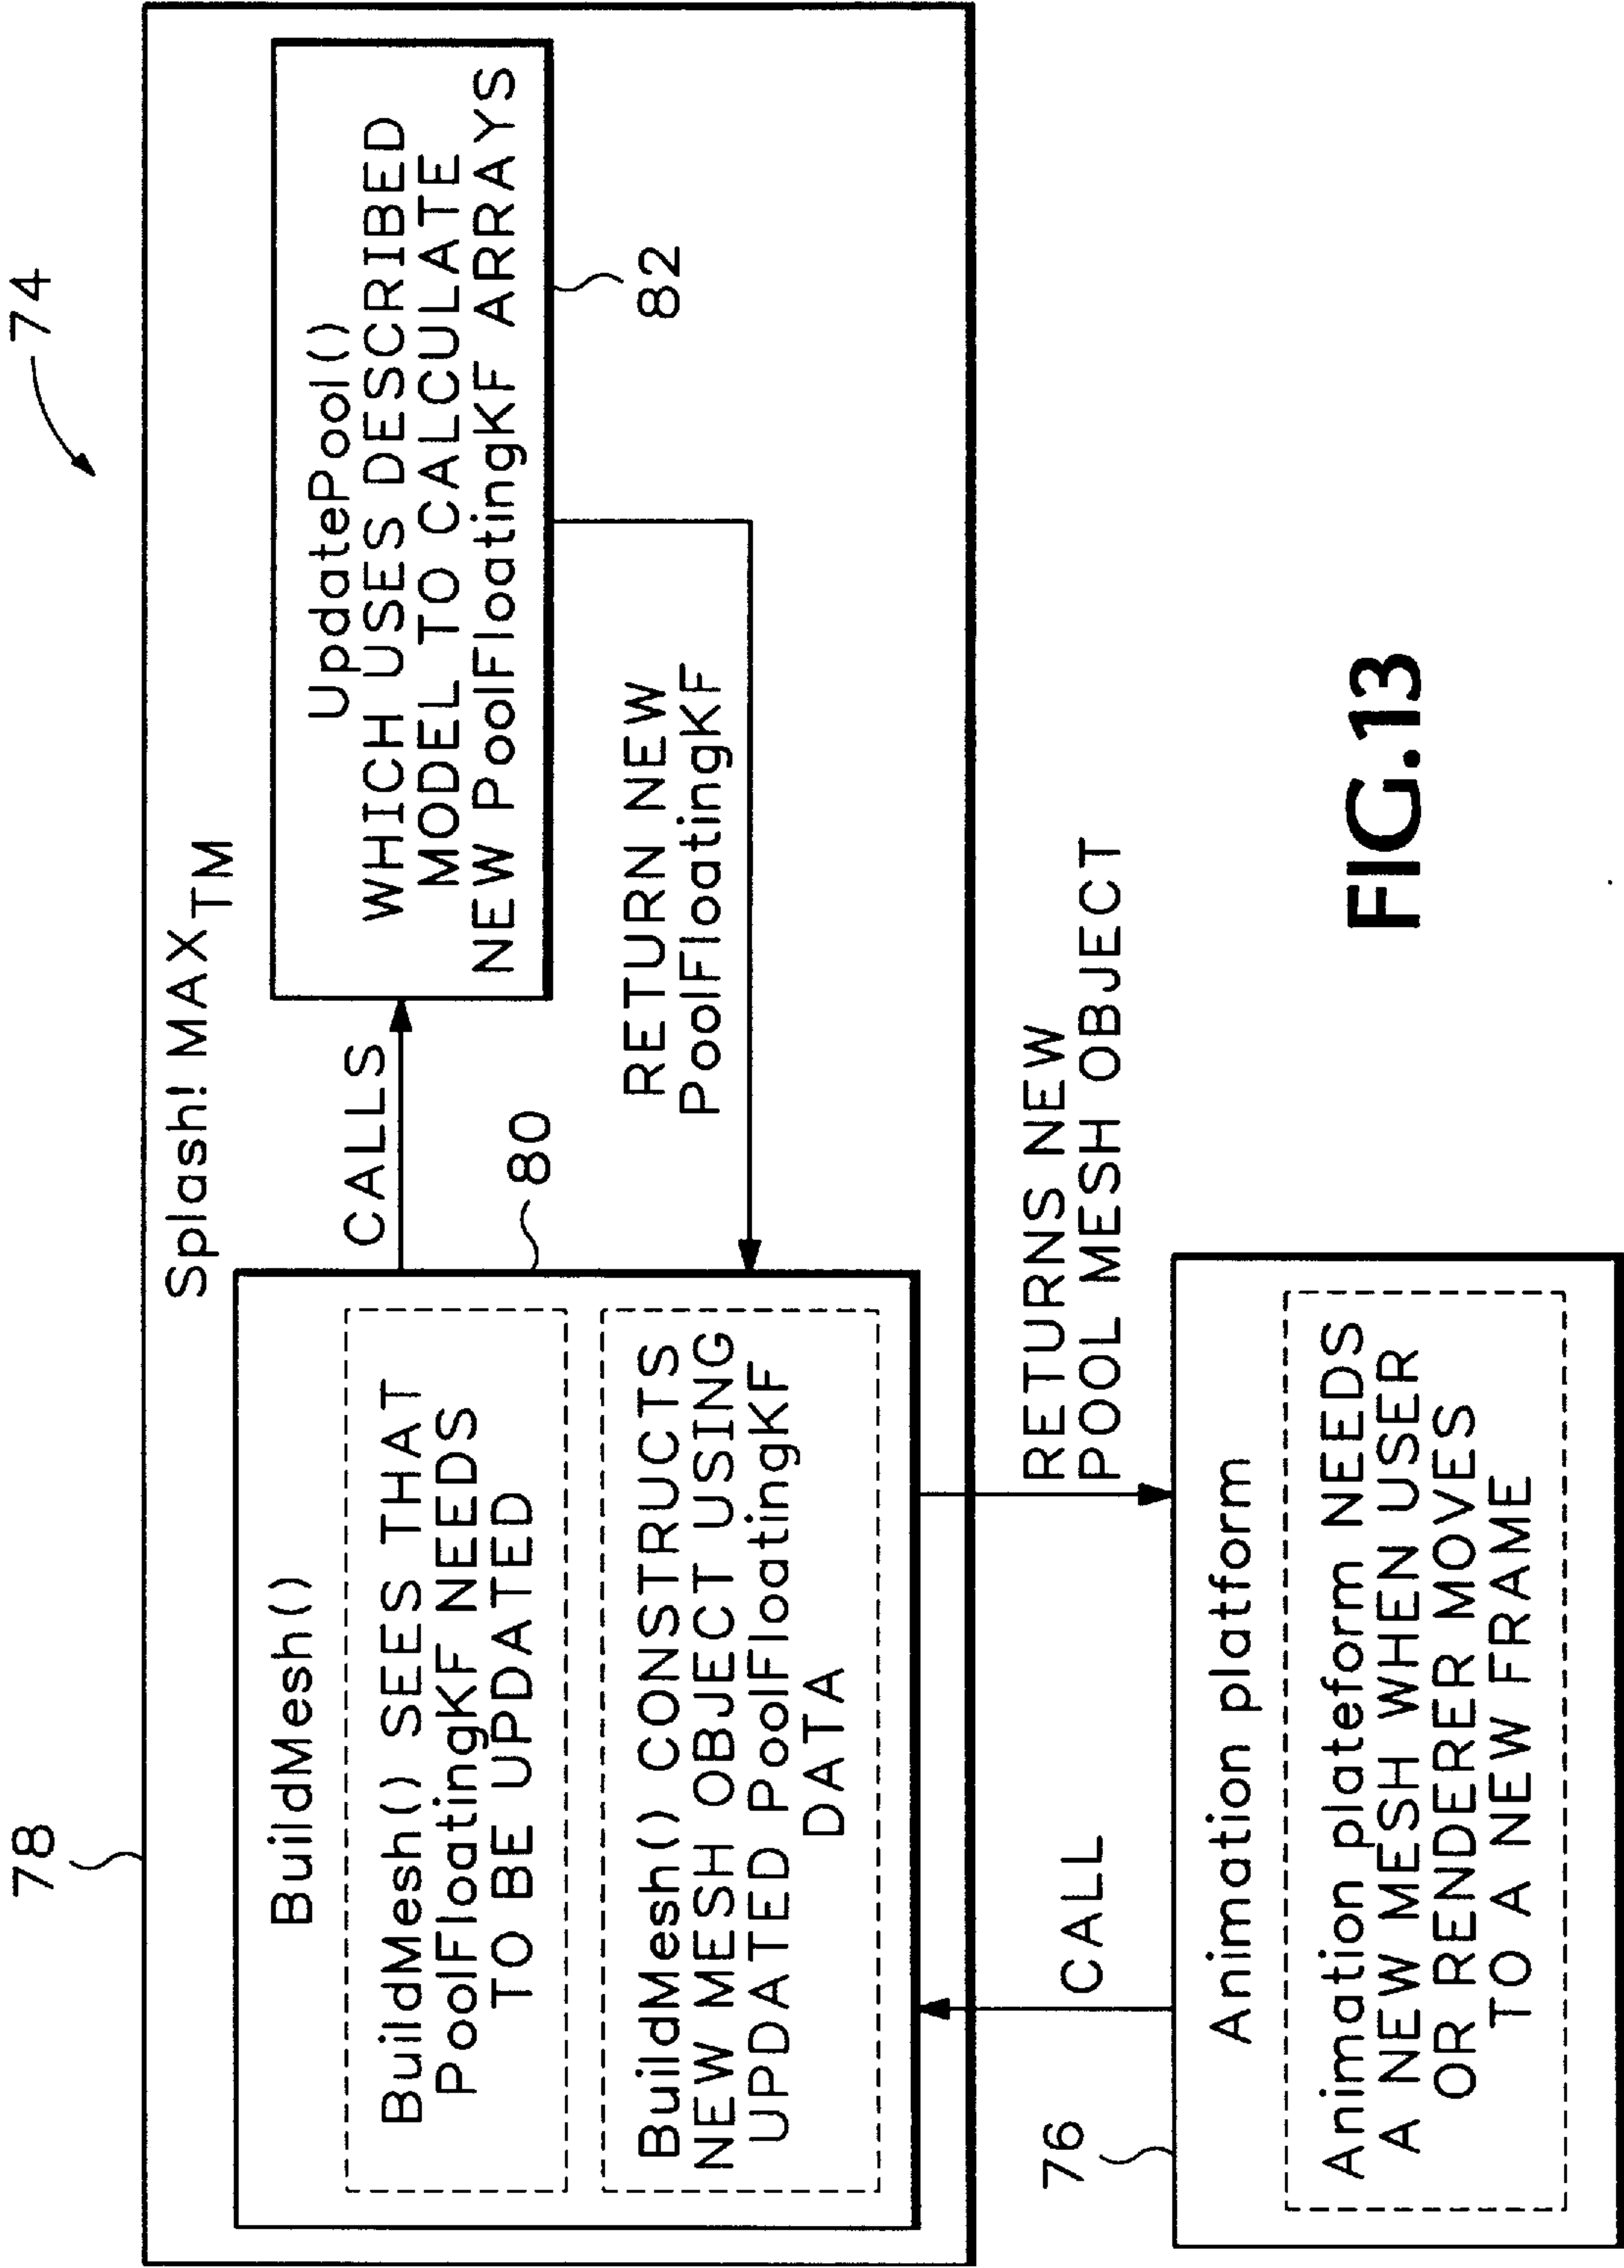 74
78
Splash! MAX TM
BuildMesh()
BuildMesh() SEES THAT
PoolFloatingKF NEEDS
TO BE UPDATED
BuildMesh() CONSTRUCTS
NEW MESH OBJECT USING
UPDATED PoolFloatingKF
DATA
80
CALLS
UpdatePool()
WHICH USES DESCRIBED
MODEL TO CALCULATE
NEW PoolFloatingKF ARRAYS
82
RETURN NEW
PoolFloatingKF
CALL
RETURNS NEW
POOL MESH OBJECT
76
Animation platform
Animation plateform NEEDS
A NEW MESH WHEN USER
OR RENDERER MOVES
TO A NEW FRAME
FIG.13